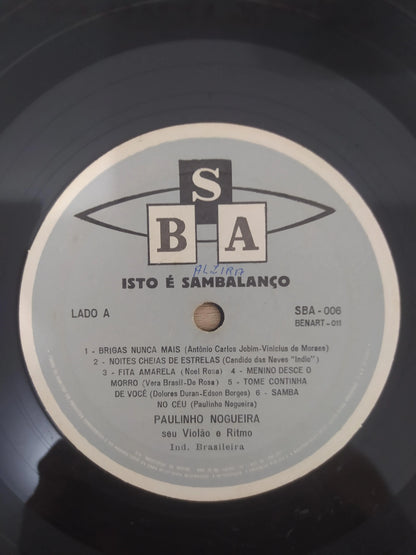 S
B A
ALZIRA
ISTO É SAMBALANÇO
LADO A
SBA - 006
BENART - 011
1 - BRIGAS NUNCA MAIS (Antônio Carlos Jobim-Vinicius de Moraes)
2 - NOITES CHEIAS DE ESTRELAS (Candido das Neves "Indio")
3 - FITA AMARELA (Noel Rosa) 4 - MENINO DESCE O
MORRO (Vera Brasil-De Rosa) 5 - TOME CONTINHA
DE VOCÊ (Dolores Duran-Edson Borges) 6 - SAMBA
NO CEU (Paulinho Nogueira)
PAULINHO NOGUEIRA
seu Violão e Ritmo
Ind. Brasileira